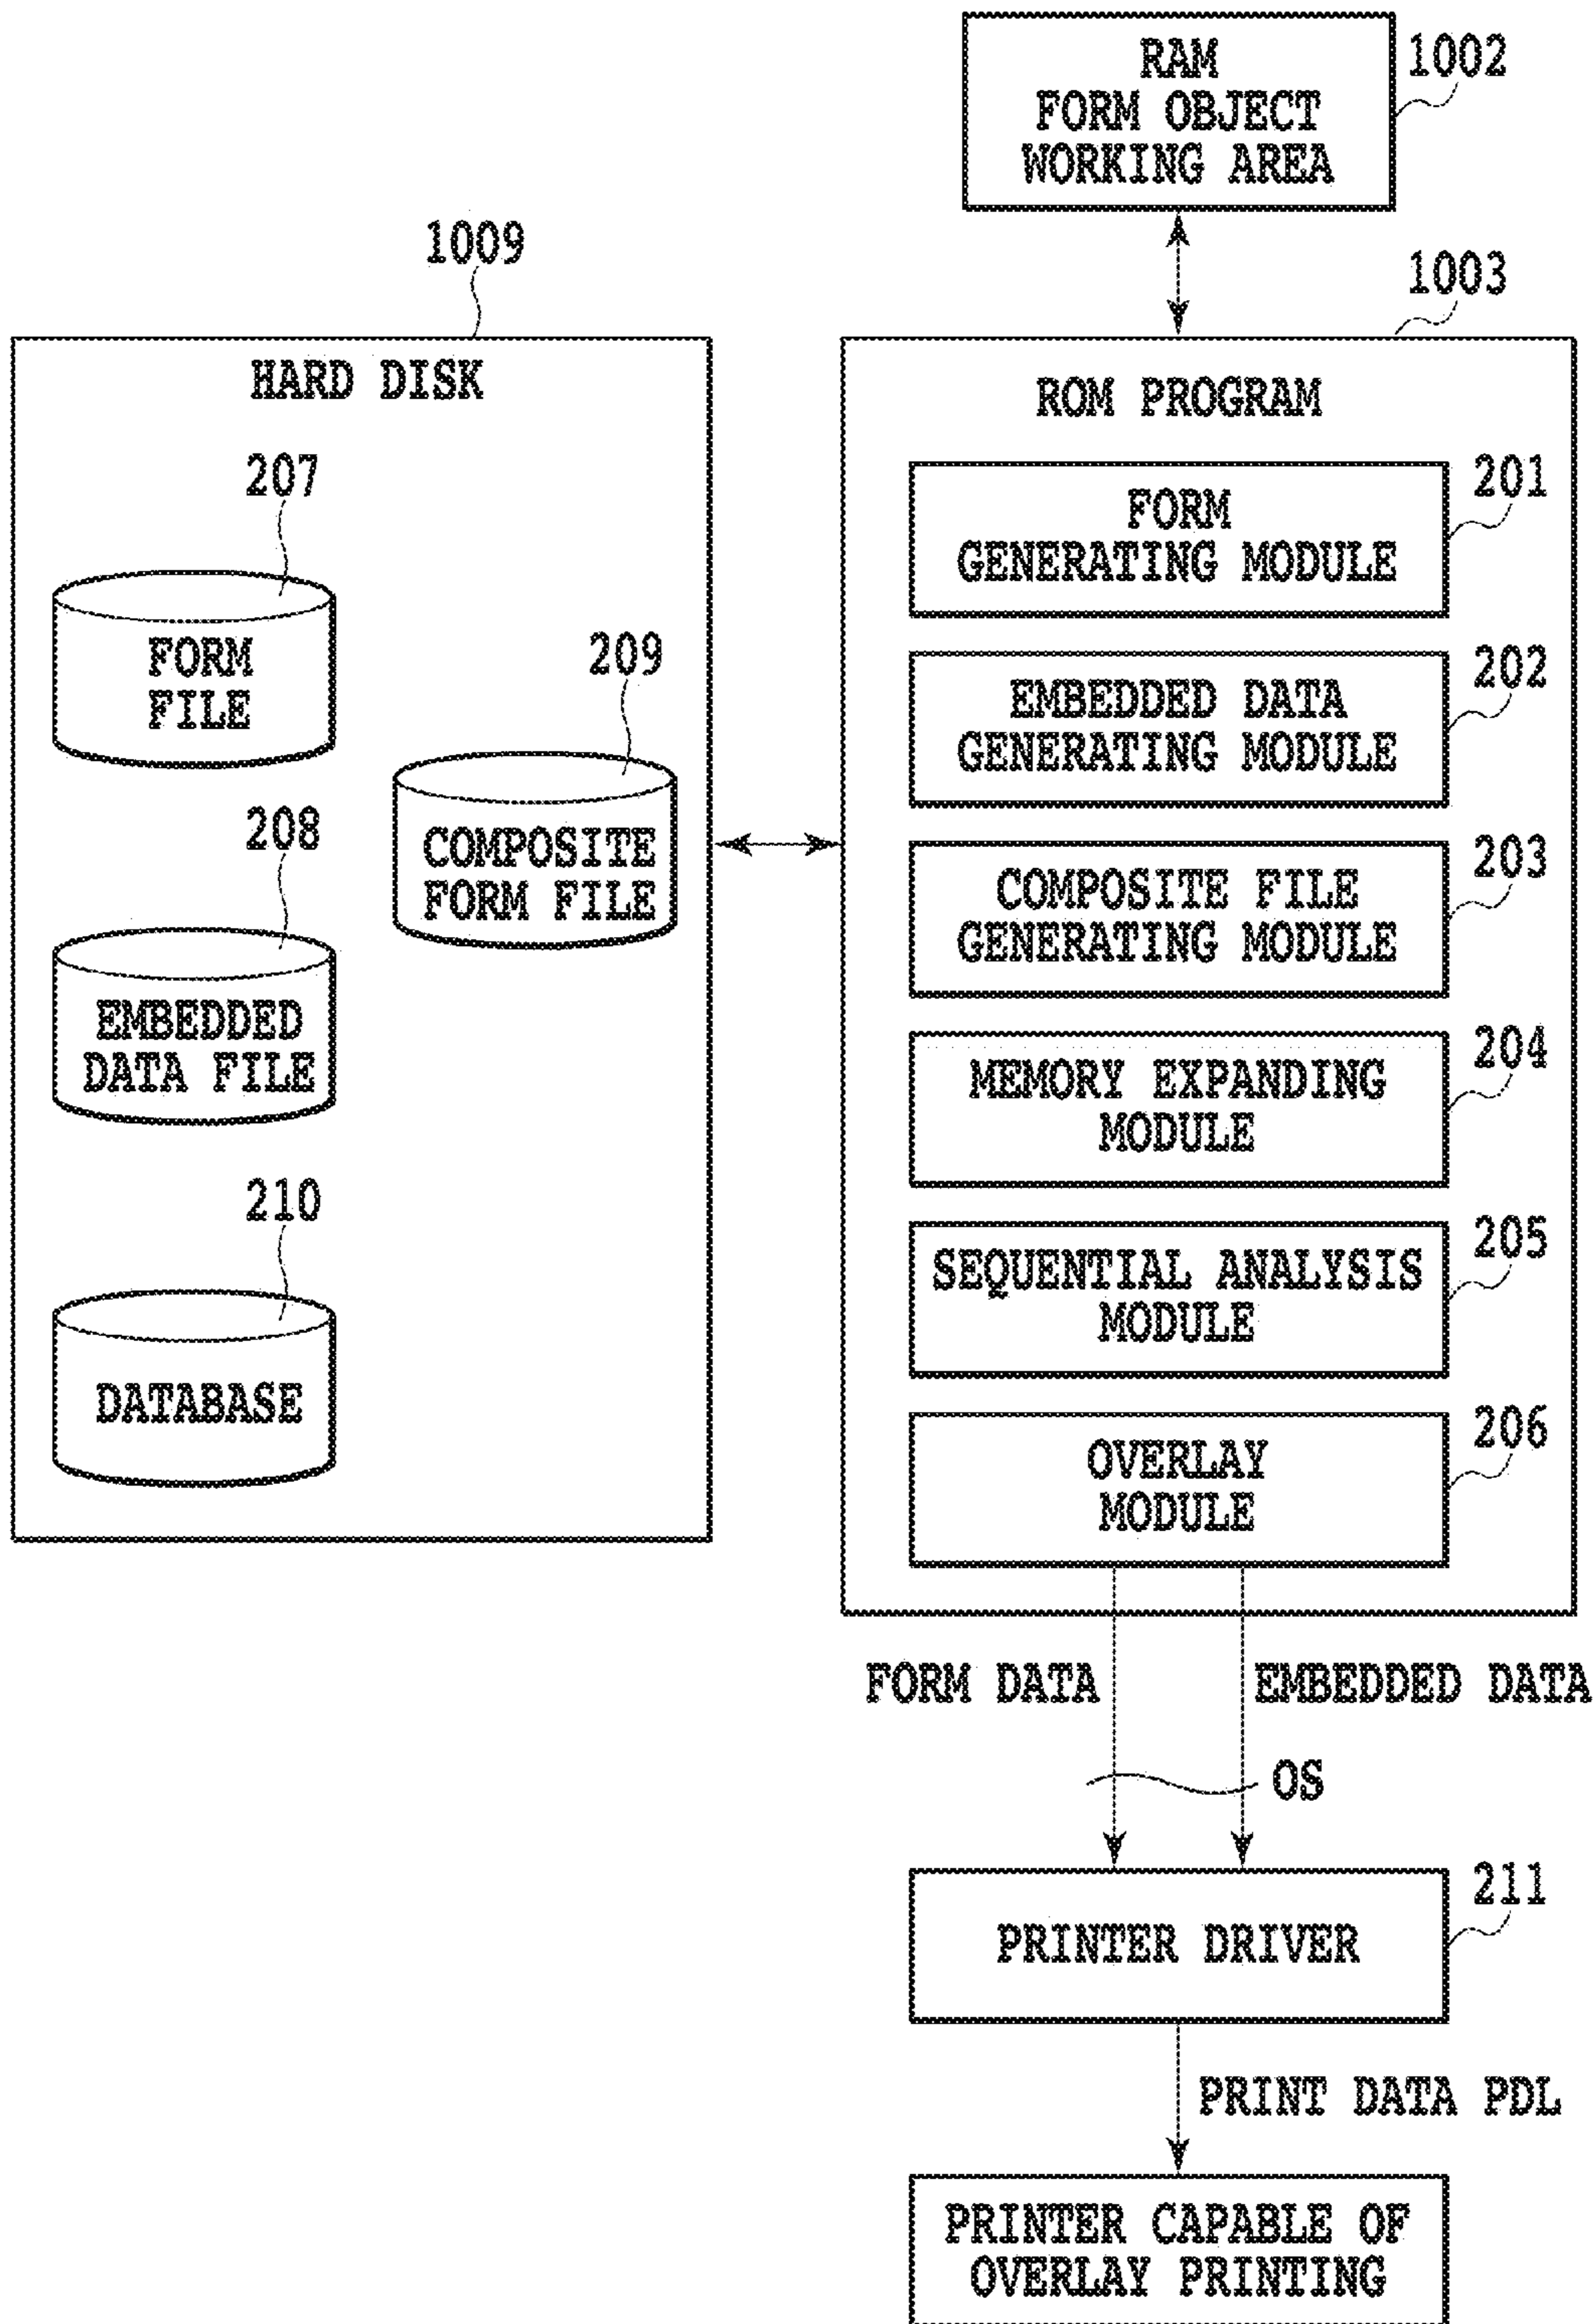 RAM
FORM OBJECT
WORKING AREA
1002
1009
1003
HARD DISK
207
FORM
FILE
209
COMPOSITE
FORM FILE
208
EMBEDDED
DATA FILE
210
DATABASE
ROM PROGRAM
201
FORM
GENERATING MODULE
202
EMBEDDED DATA
GENERATING MODULE
203
COMPOSITE FILE
GENERATING MODULE
204
MEMORY EXPANDING
MODULE
205
SEQUENTIAL ANALYSIS
MODULE
206
OVERLAY
MODULE
FORM DATA
EMBEDDED DATA
OS
211
PRINTER DRIVER
PRINT DATA PDL
PRINTER CAPABLE OF
OVERLAY PRINTING